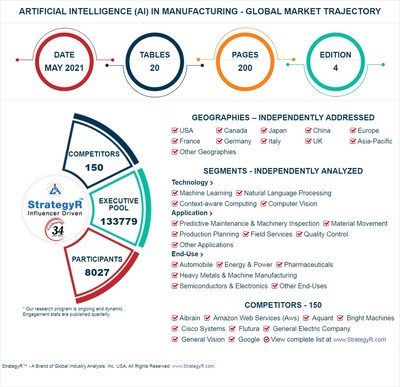 ARTIFICIAL INTELLIGENCE (AI) IN MANUFACTURING - GLOBAL MARKET TRAJECTORY
DATE
MAY 2021
TABLES
20
PAGES
200
EDITION
4
COMPETITORS
150
EXECUTIVE
POOL
133779
PARTICIPANTS
8027
StrategyR™
Influencer Driven
34
* Our research program is ongoing and dynamic.
Engagement stats are published quarterly.
GEOGRAPHIES – INDEPENDENTLY ADDRESSED
USA Canada Japan China Europe
France Germany Italy UK Asia-Pacific
Other Geographies
SEGMENTS - INDEPENDENTLY ANALYZED
Technology
Machine Learning Natural Language Processing
Context-aware Computing Computer Vision
Application
Predictive Maintenance & Machinery Inspection Material Movement
Production Planning Field Services Quality Control
Other Applications
End-Use
Automobile Energy & Power Pharmaceuticals
Heavy Metals & Machine Manufacturing
Semiconductors & Electronics Other End-Uses
COMPETITORS - 150
Aibrain Amazon Web Services (Aws) Aquant Bright Machines
Cisco Systems Flutura General Electric Company
General Vision Google View complete list at www.StrategyR.com
StrategyR™ - A Brand of Global Industry Analysts, Inc. USA. All Rights Reserved. www.StrategyR.com